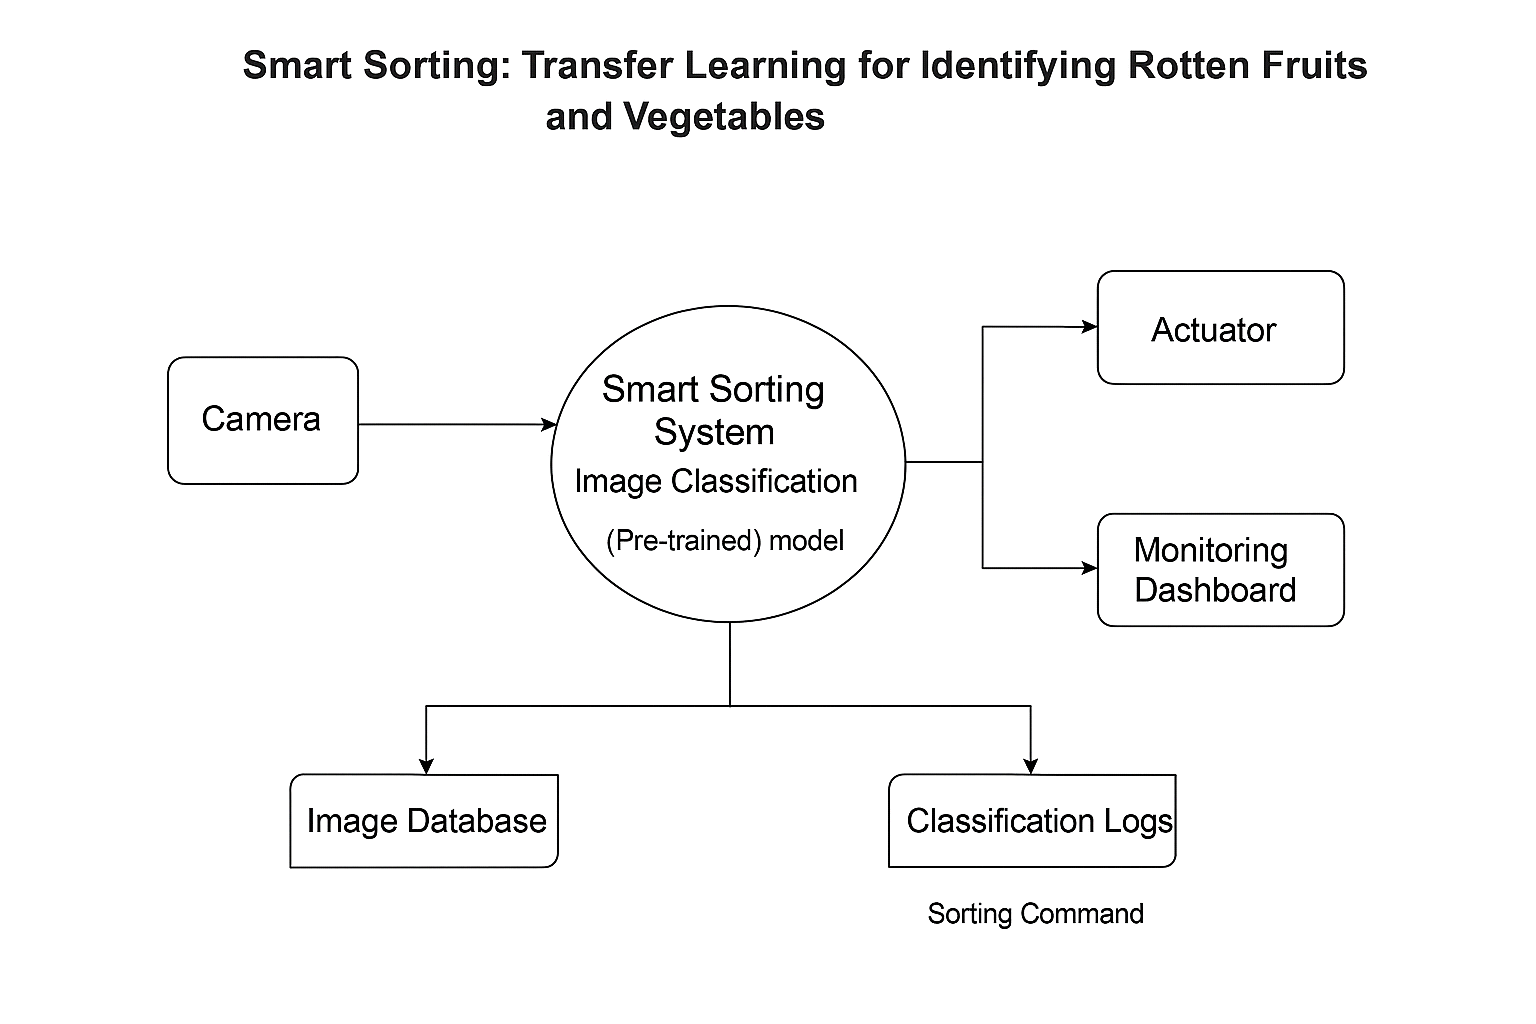 Smart Sorting: Transfer Learning for Identifying Rotten Fruits
and Vegetables
Camera
Smart Sorting
System
Image Classification
(Pre-trained) model
Actuator
Monitoring
Dashboard
Image Database
Classification Logs
Sorting Command